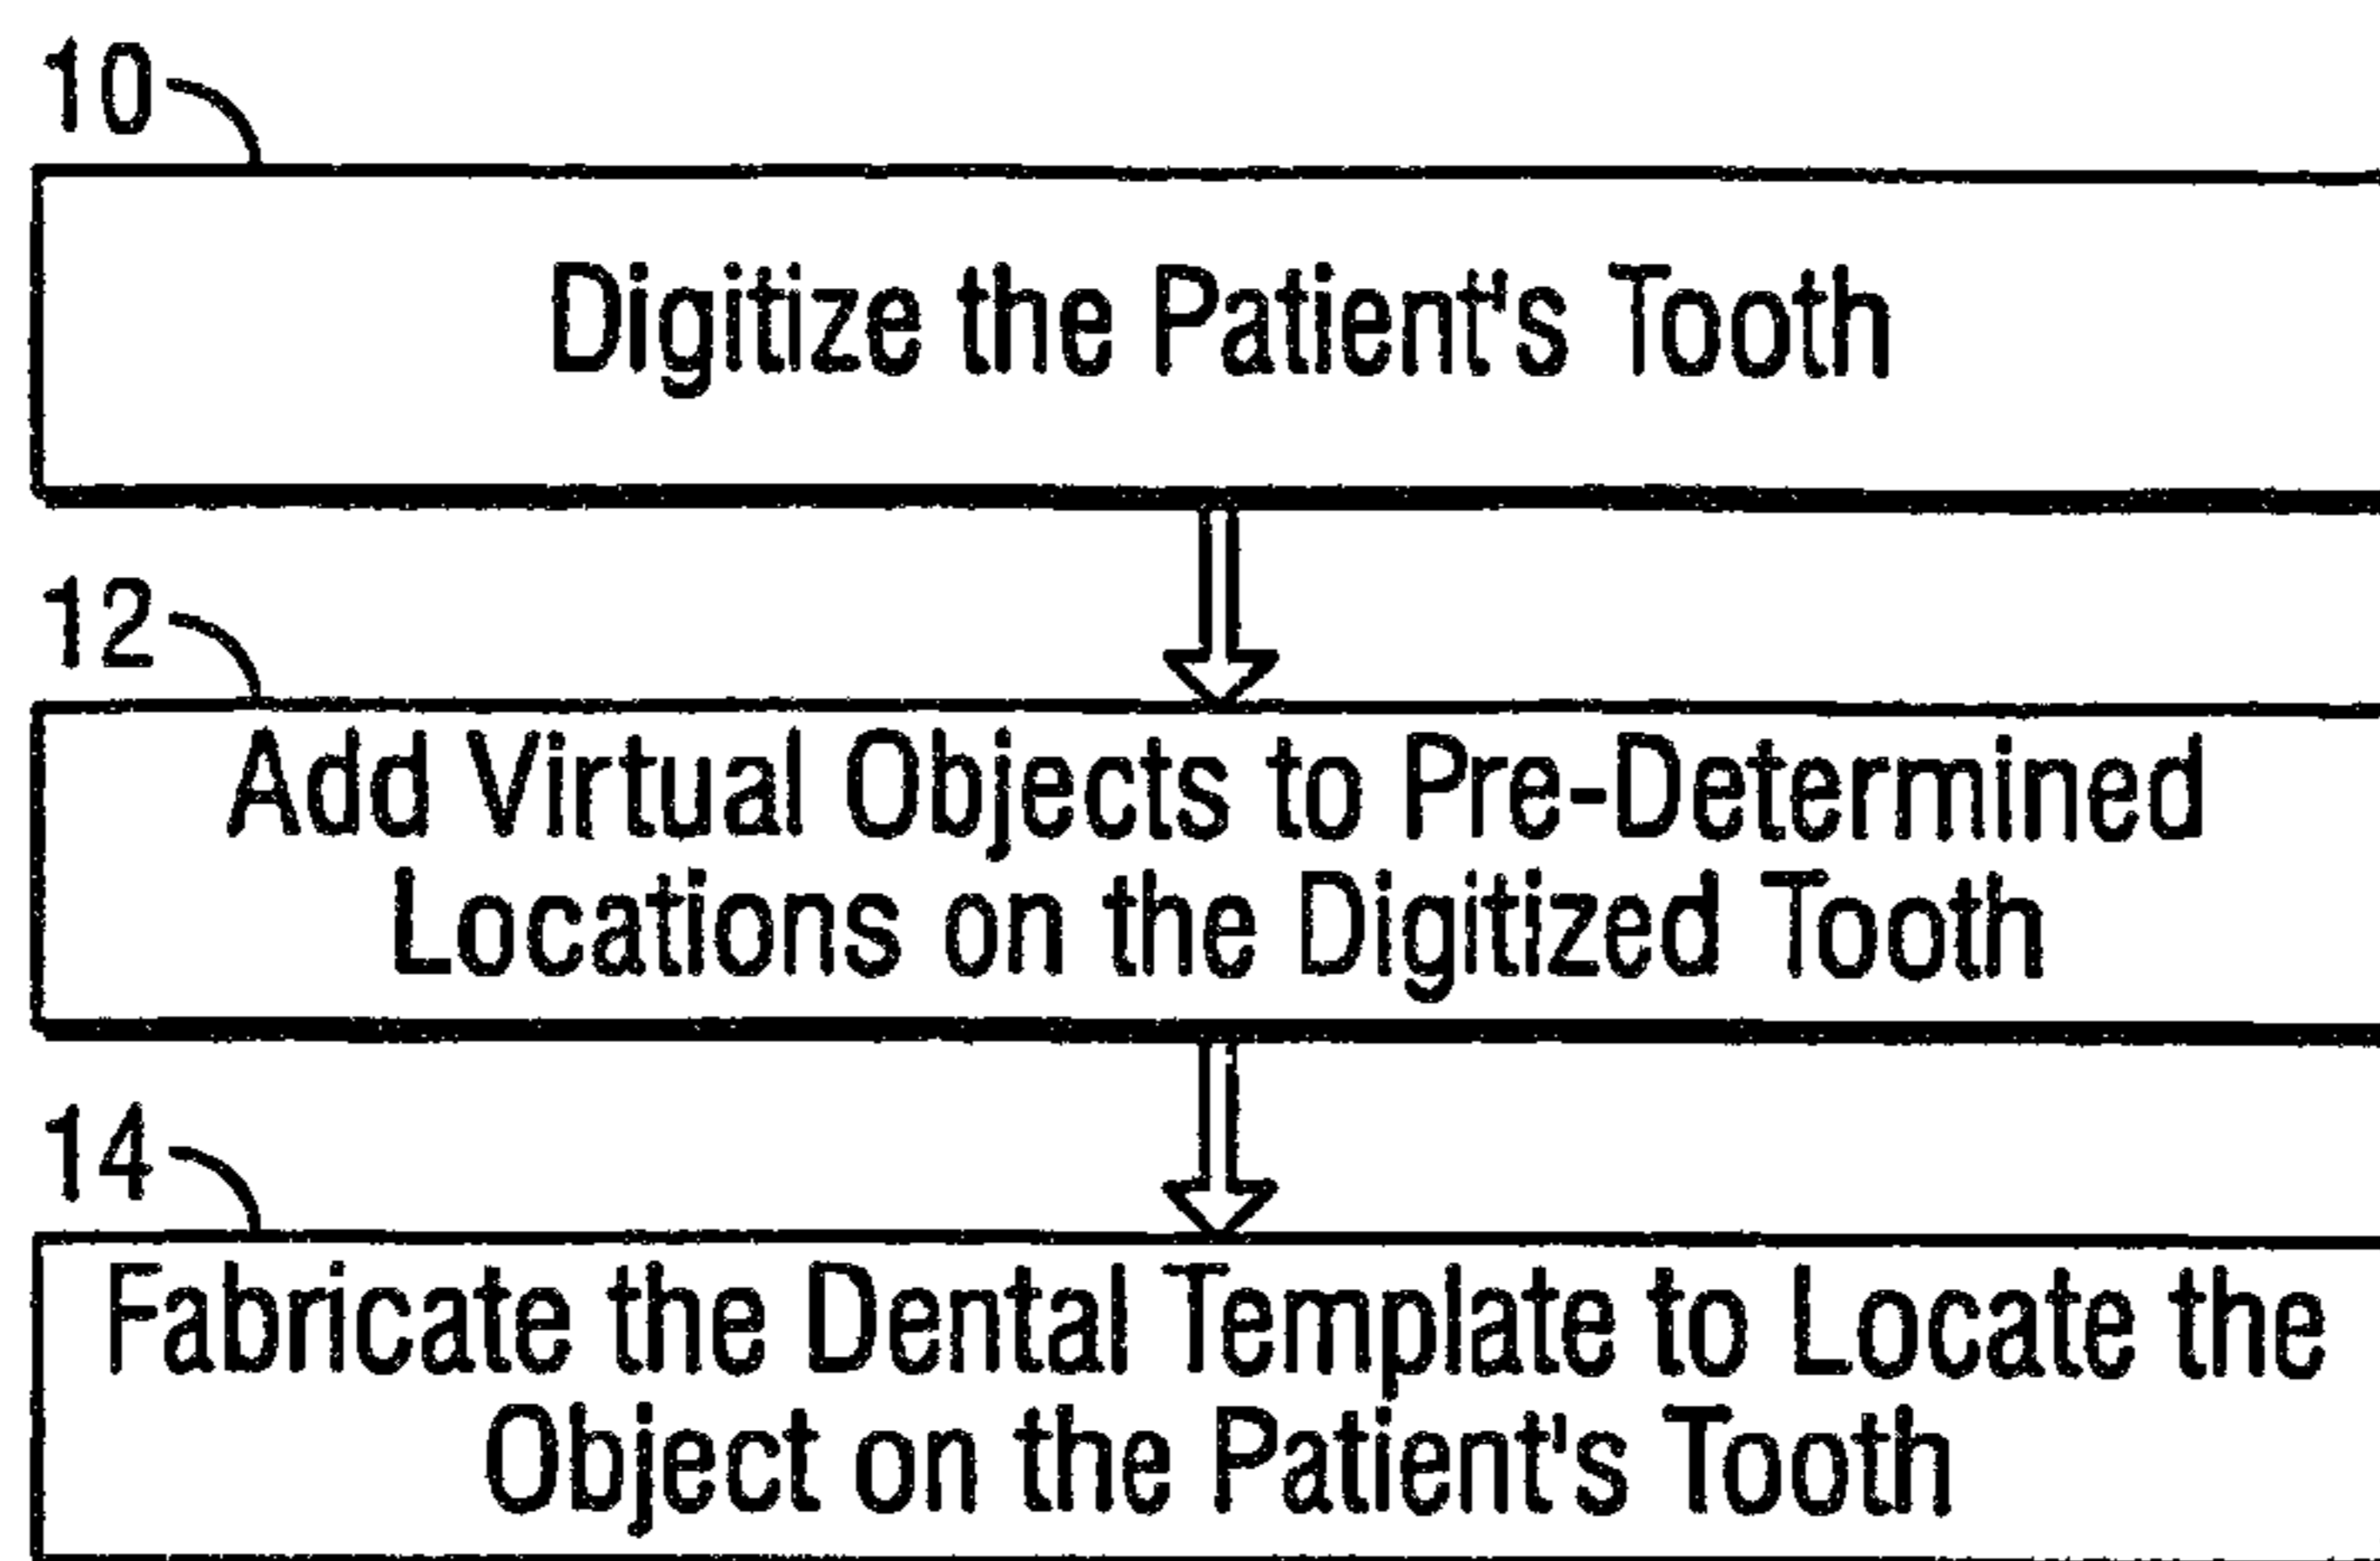 10
Digitize the Patient's Tooth
12
Add Virtual Objects to Pre-Determined
Locations on the Digitized Tooth
14
Fabricate the Dental Template to Locate the
Object on the Patient's Tooth